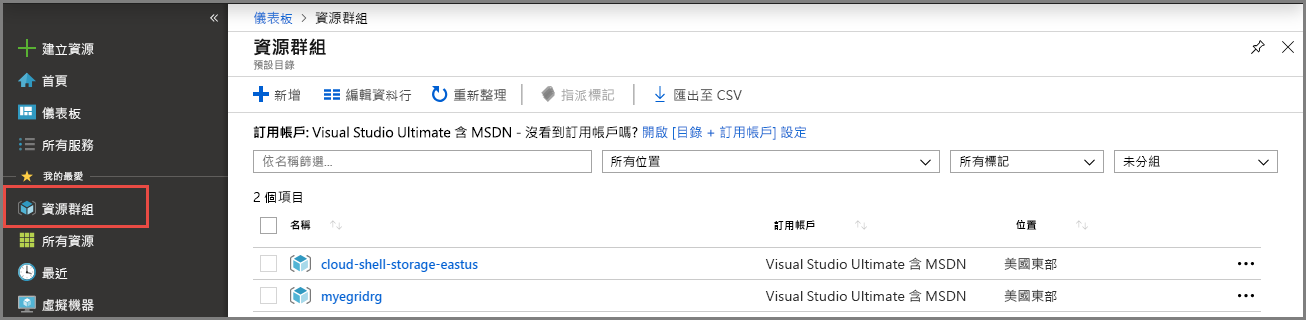 «
建立資源
首頁
儀表板
所有服務
我的最愛
資源群組
所有資源
最近
虛擬機器
儀表板 > 資源群組
資源群組
預設目錄
新增 編輯資料行 重新整理 指派標記 匯出至 CSV
訂用帳戶: Visual Studio Ultimate 含 MSDN - 沒看到訂用帳戶嗎? 開啟 [目錄 + 訂用帳戶] 設定
依名稱篩選... 所有位置 所有標記 未分組
2 個項目
名稱 訂用帳戶 位置
cloud-shell-storage-eastus Visual Studio Ultimate 含 MSDN 美國東部
myegridrg Visual Studio Ultimate 含 MSDN 美國東部